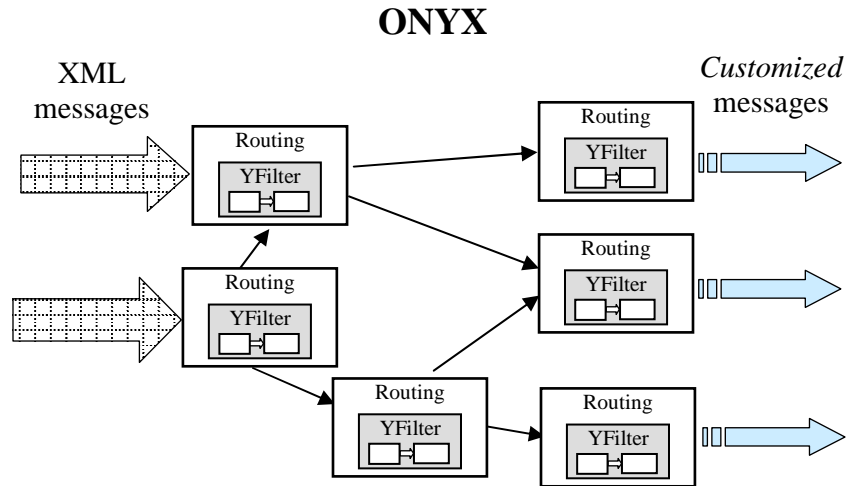 ONYX
XML
messages
Customized
messages
Routing
YFilter
Routing
YFilter
Routing
YFilter
Routing
YFilter
Routing
YFilter
Routing
YFilter